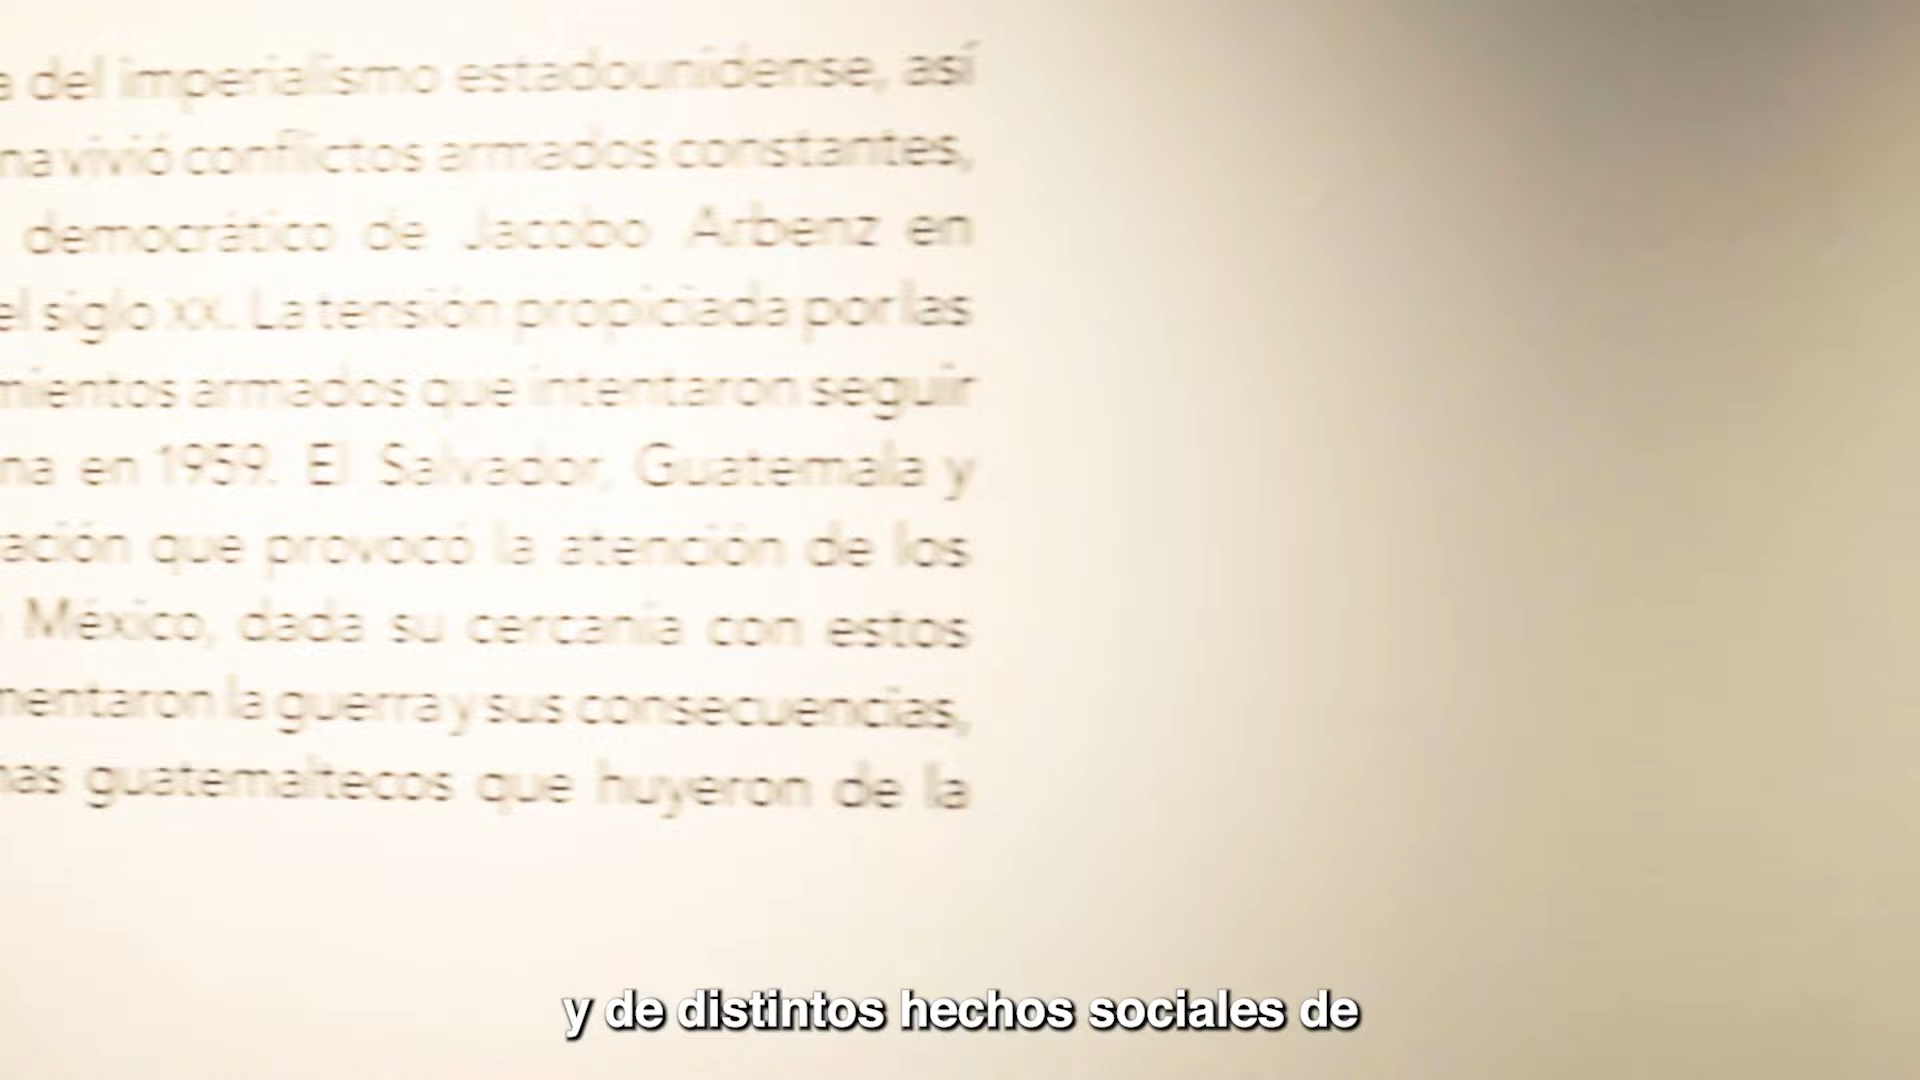 a del imperialismo estadounidense, así
na vivió conflictos armados constantes,
democrático de Jacobo Arbenz en
el siglo XX. La tensión propiciada por las
mientos armados que intentaron seguir
na en 1959. El Salvador, Guatemala y
ación que provocó la atención de los
México, dada su cercanía con estos
mentaron la guerra y sus consecuencias,
nas guatemaltecos que huyeron de la
y de distintos hechos sociales de